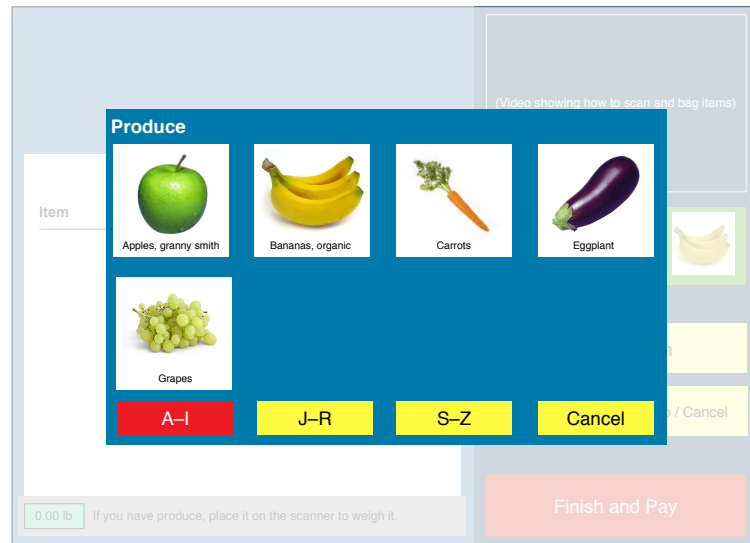 (Video showing how to scan and bag items)
Produce
Item
Apples, granny smith
Bananas, organic
Carrots
Eggplant
Grapes
A–I
J–R
S–Z
Cancel
/ Cancel
0.00 lb
If you have produce, place it on the scanner to weigh it.
Finish and Pay